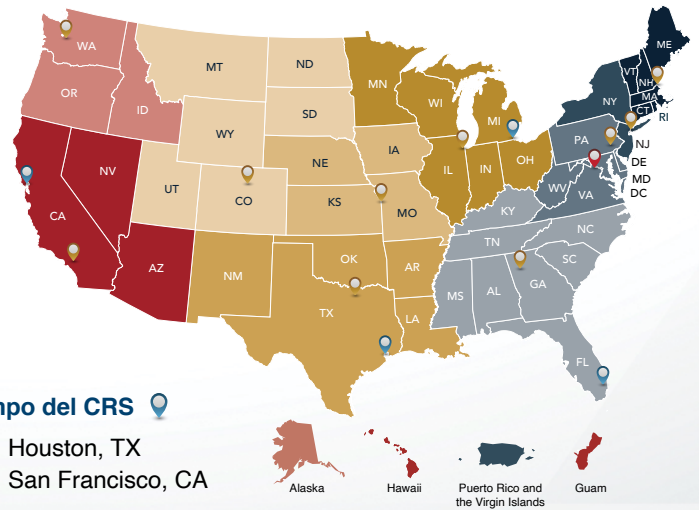 WA
MT
ND
ME
OR
ID
MN
VT
NH
WY
SD
WI
MI
NY
MA
CT
RI
NV
UT
NE
IA
PA
NJ
CO
IL
IN
OH
DE
MD
DC
CA
KS
MO
WV
VA
KY
AZ
NM
OK
AR
TN
NC
SC
TX
LA
MS
AL
GA
FL
mpo del CRS
Houston, TX
San Francisco, CA
Alaska
Hawaii
Puerto Rico and
the Virgin Islands
Guam